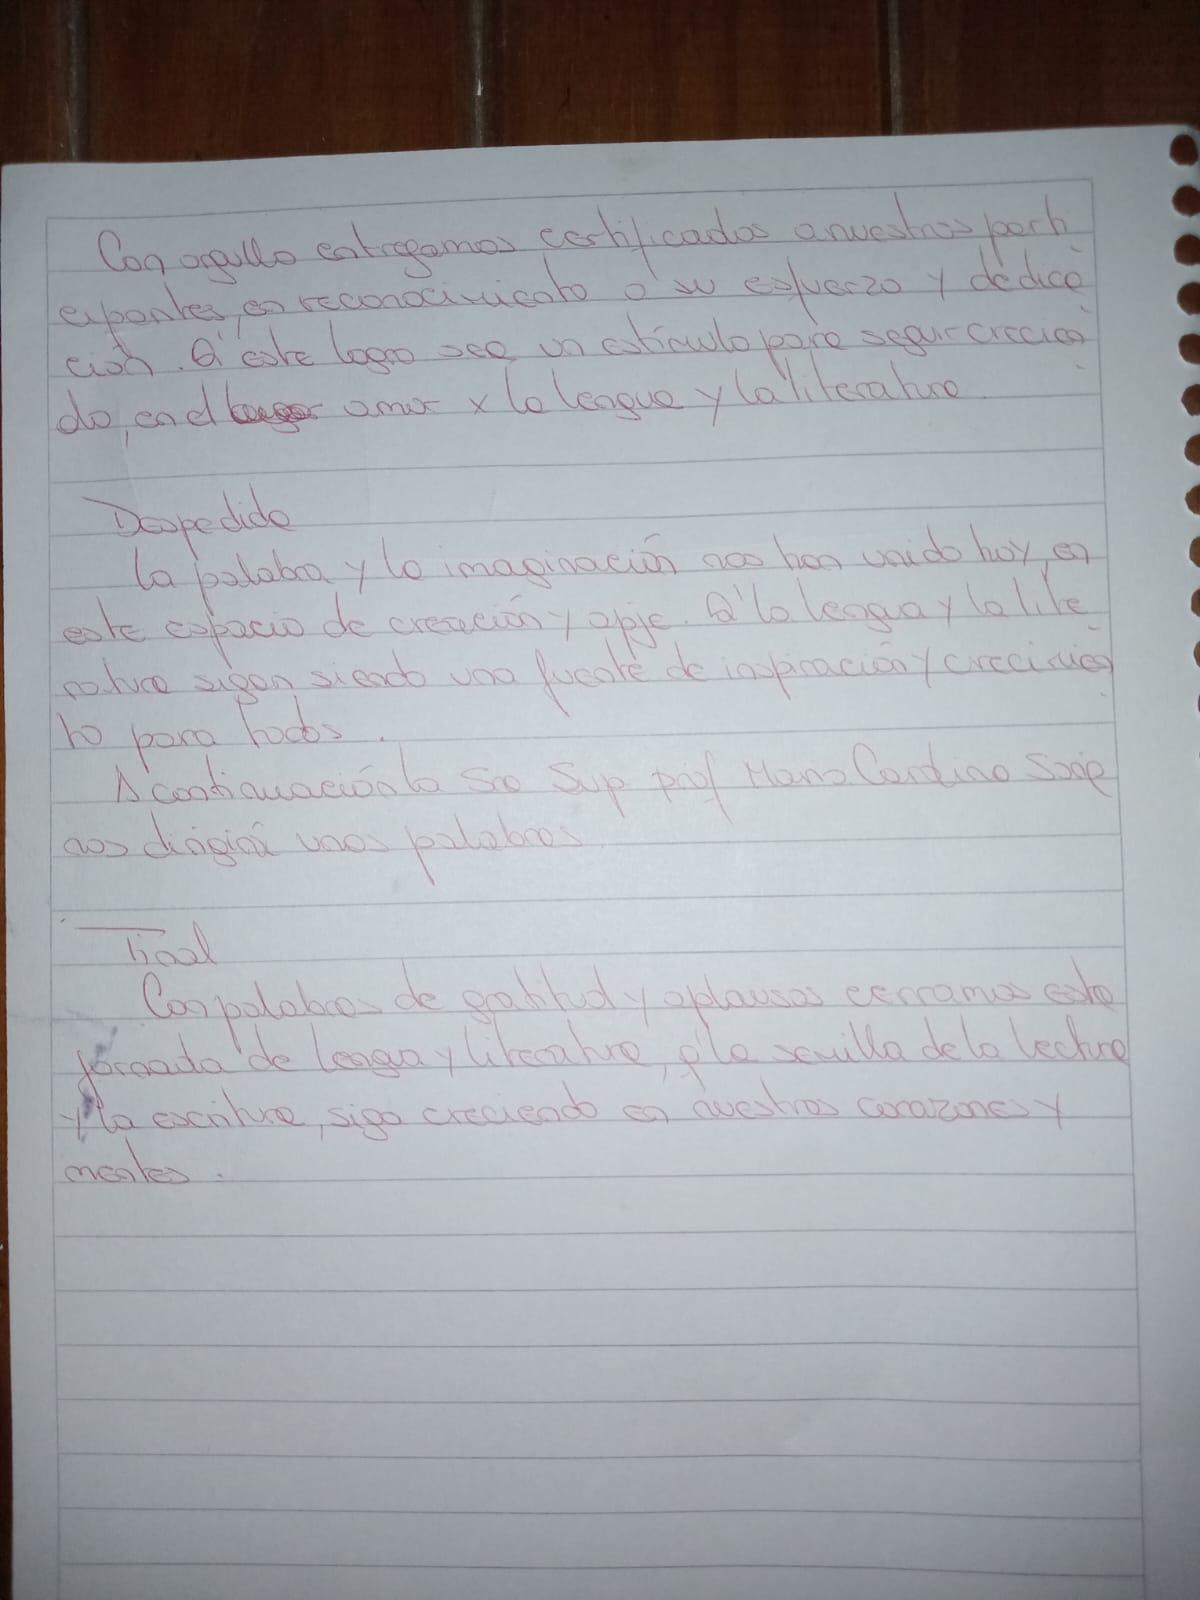 Con orgullo entregamos certificados a nuestros parti
cipantes, en reconocimiento a su esfuerzo y dedica
ción. Q' este logro sea un estímulo para seguir crecien
do, en el amor x la lengua y la literatura.
Despedida
La palabra y la imaginación nos han unido hoy, en
este espacio de creación y apje. Q' la lengua y la lite
ratura sigan siendo una fuente de inspiración y crecimien
to para todos.
A continuación la Sra Sup prof Maria
nos dirigirá unas palabras.
Final
Con palabras de gratitud y aplausos cerramos esta
jornada de lengua y literatura, q' la semilla de la lectura
y la escritura, siga creciendo en nuestros corazones y
mentes.